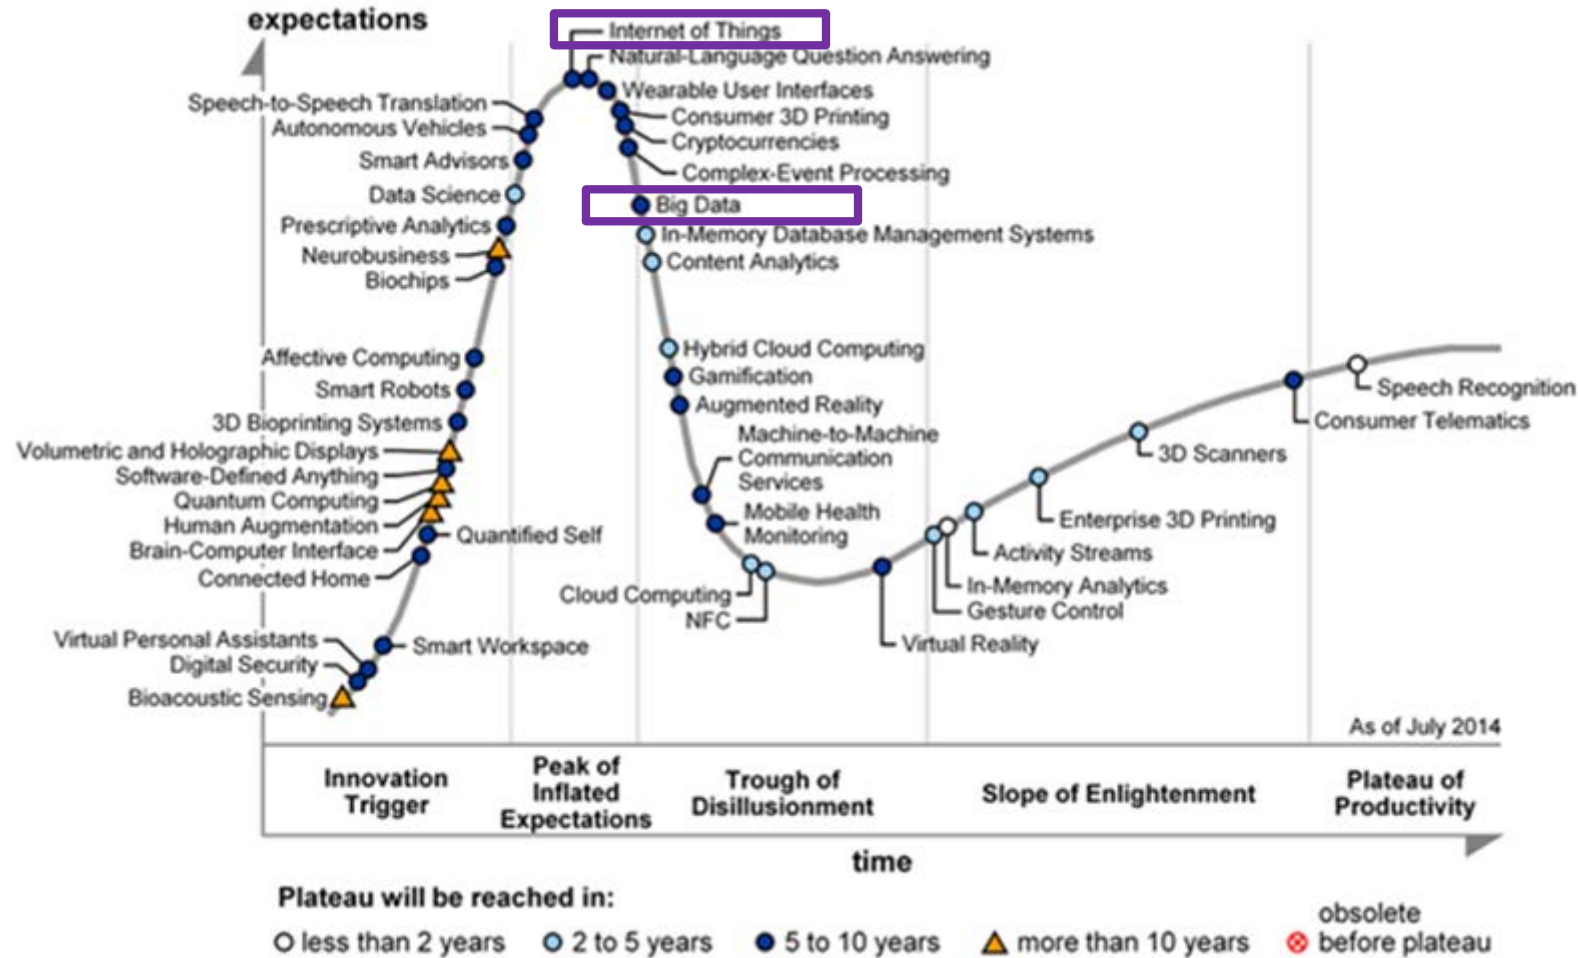 expectations
Internet of Things
Natural-Language Question Answering
Wearable User Interfaces
Speech-to-Speech Translation
Consumer 3D Printing
Autonomous Vehicles
Cryptocurrencies
Smart Advisors
Complex-Event Processing
Data Science
Big Data
Prescriptive Analytics
In-Memory Database Management Systems
Neurobusiness
Content Analytics
Biochips
Hybrid Cloud Computing
Affective Computing
Gamification
Smart Robots
Augmented Reality
3D Bioprinting Systems
Machine-to-Machine
Communication
Services
Volumetric and Holographic Displays
Software-Defined Anything
Quantum Computing
Human Augmentation
Brain-Computer Interface
Connected Home
Quantified Self
Mobile Health
Monitoring
Speech Recognition
Consumer Telematics
3D Scanners
Enterprise 3D Printing
Activity Streams
In-Memory Analytics
Gesture Control
Cloud Computing
NFC
Virtual Reality
Virtual Personal Assistants
Smart Workspace
Digital Security
Bioacoustic Sensing
As of July 2014
Innovation
Trigger
Peak of
Inflated
Expectations
Trough of
Disillusionment
Slope of Enlightenment
Plateau of
Productivity
time
Plateau will be reached in:
less than 2 years
2 to 5 years
5 to 10 years
more than 10 years
obsolete
before plateau